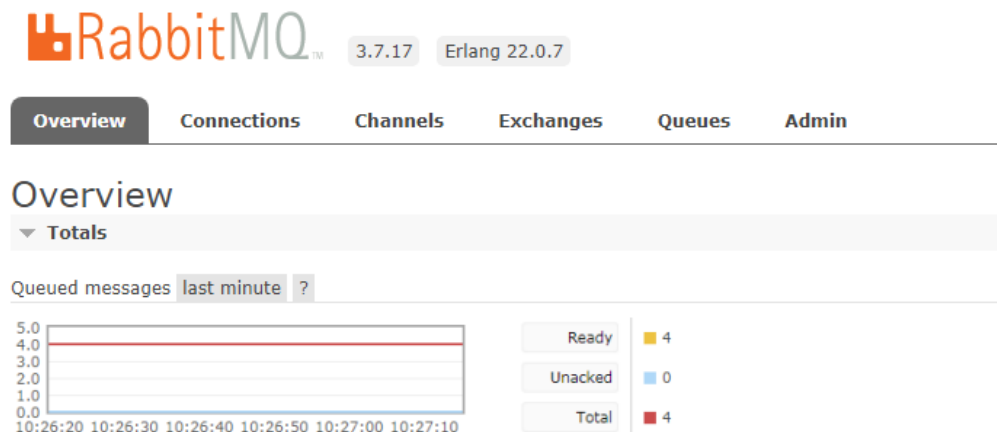 RabbitMQ TM 3.7.17 Erlang 22.0.7
Overview Connections Channels Exchanges Queues Admin
Overview
Totals
Queued messages last minute ?
5.0
4.0
3.0
2.0
1.0
0.0
10:26:20 10:26:30 10:26:40 10:26:50 10:27:00 10:27:10
Ready 4
Unacked 0
Total 4